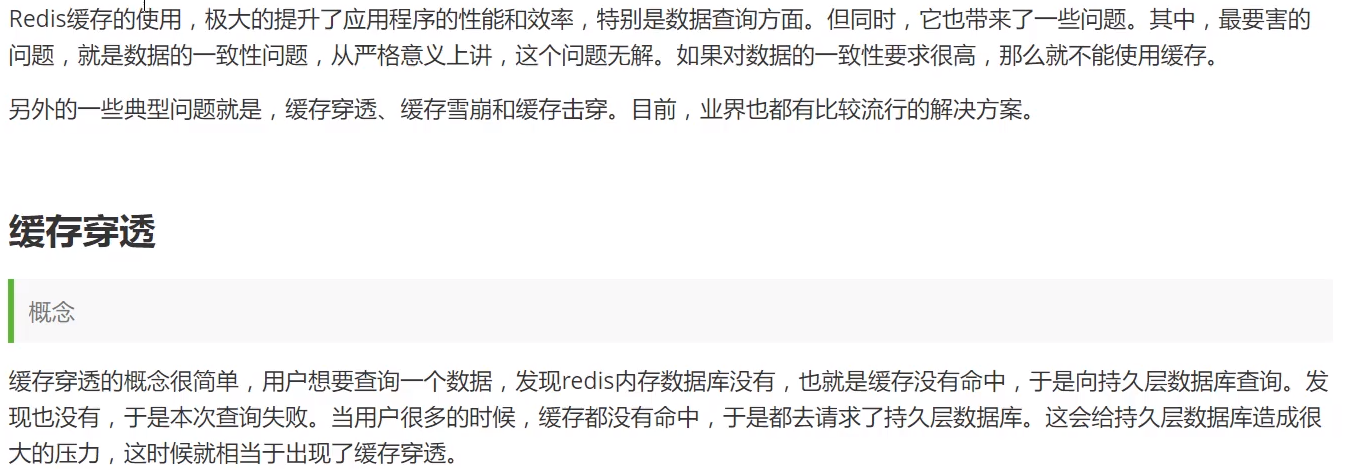 Redis缓存的使用，极大的提升了应用程序的性能和效率，特别是数据查询方面。但同时，它也带来了一些问题。其中，最要害的
问题，就是数据的一致性问题，从严格意义上讲，这个问题无解。如果对数据的一致性要求很高，那么就不能使用缓存。
另外的一些典型问题就是，缓存穿透、缓存雪崩和缓存击穿。目前，业界也都有比较流行的解决方案。
缓存穿透
概念
缓存穿透的概念很简单，用户想要查询一个数据，发现redis内存数据库没有，也就是缓存没有命中，于是向持久层数据库查询。发
现也没有，于是本次查询失败。当用户很多的时候，缓存都没有命中，于是都去请求了持久层数据库。这会给持久层数据库造成很
大的压力，这时候就相当于出现了缓存穿透。